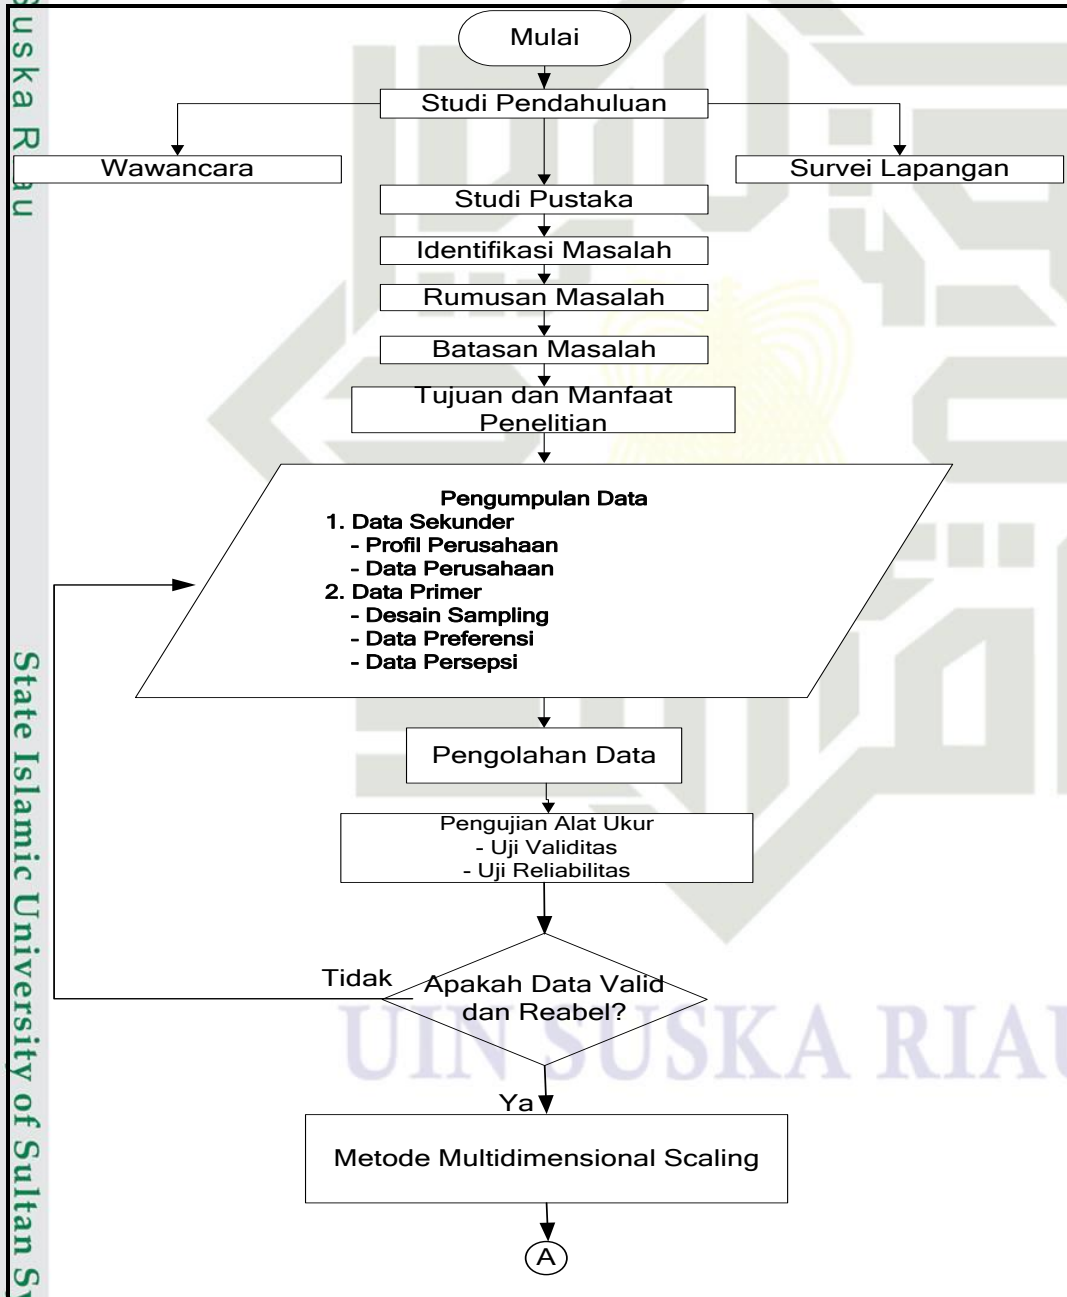 Mulai
Studi Pendahuluan
Wawancara
Survei Lapangan
Studi Pustaka
Identifikasi Masalah
Rumusan Masalah
Batasan Masalah
Tujuan dan Manfaat
Penelitian
Pengumpulan Data
1. Data Sekunder
- Profil Perusahaan
- Data Perusahaan
2. Data Primer
- Desain Sampling
- Data Preferensi
- Data Persepsi
Pengolahan Data
Pengujian Alat Ukur
- Uji Validitas
- Uji Reliabilitas
Tidak
Apakah Data Valid
dan Reabel?
Ya
Metode Multidimensional Scaling
A
UIN SUSKA RIAU
Suska Riau
State Islamic University of Sultan